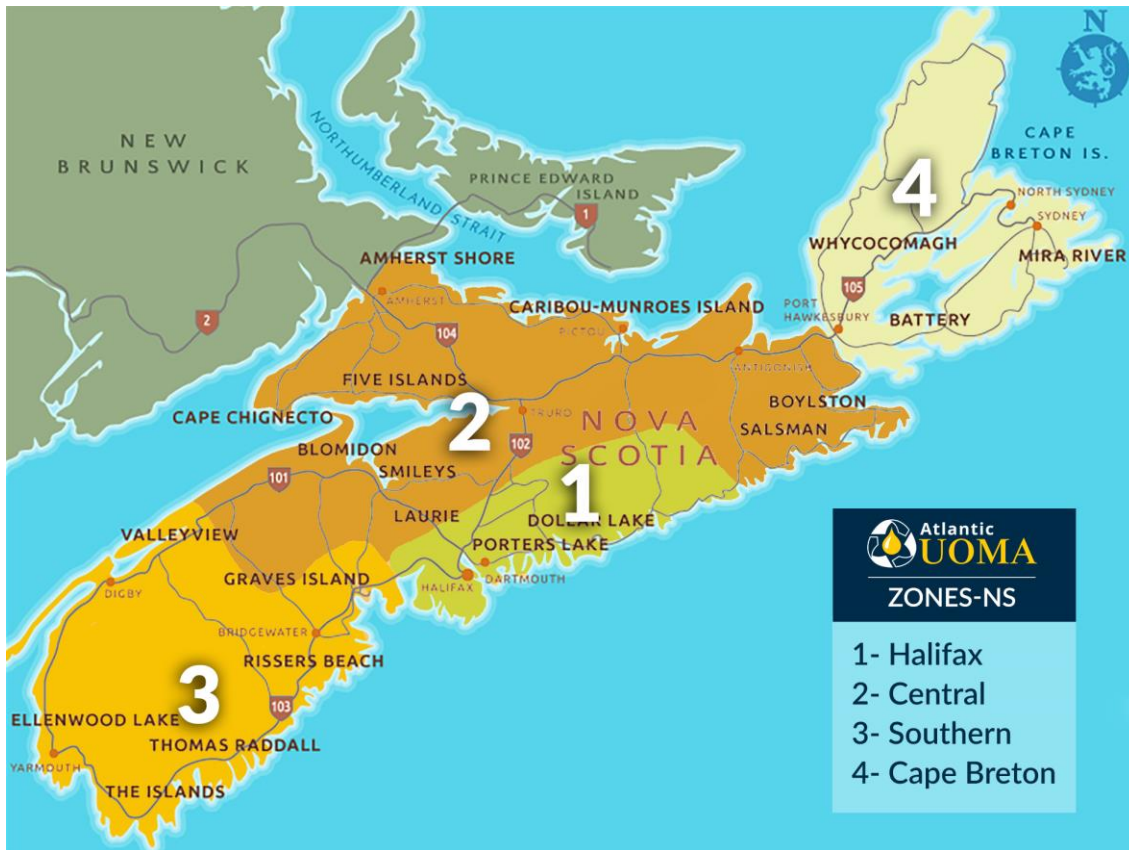 N
NEW
BRUNSWICK
NORTHUMBERLAND STRAIT
PRINCE EDWARD
ISLAND
1
CAPE
BRETON IS.
4
NORTH SYDNEY
SYDNEY
WHYCOCOMAGH
MIRA RIVER
105
PORT
HAWKESBURY
BATTERY
2
AMHERST SHORE
AMHERST
CARIBOU-MUNROES ISLAND
PICTOU
104
ANTIGONISH
FIVE ISLANDS
BOYLSTON
CAPE CHIGNECTO
2
TRURO
NOVA
SCOTIA
SALSMAN
BLOMIDON
102
SMILEYS
101
1
LAURIE
DOLLAR LAKE
VALLEYVIEW
PORTERS LAKE
GRAVES ISLAND
HALIFAX
DARTMOUTH
DIGBY
BRIDGEWATER
RISSERS BEACH
3
103
ELLENWOOD LAKE
THOMAS RADDALL
YARMOUTH
THE ISLANDS
Atlantic
UOMA
ZONES-NS
1- Halifax
2- Central
3- Southern
4- Cape Breton